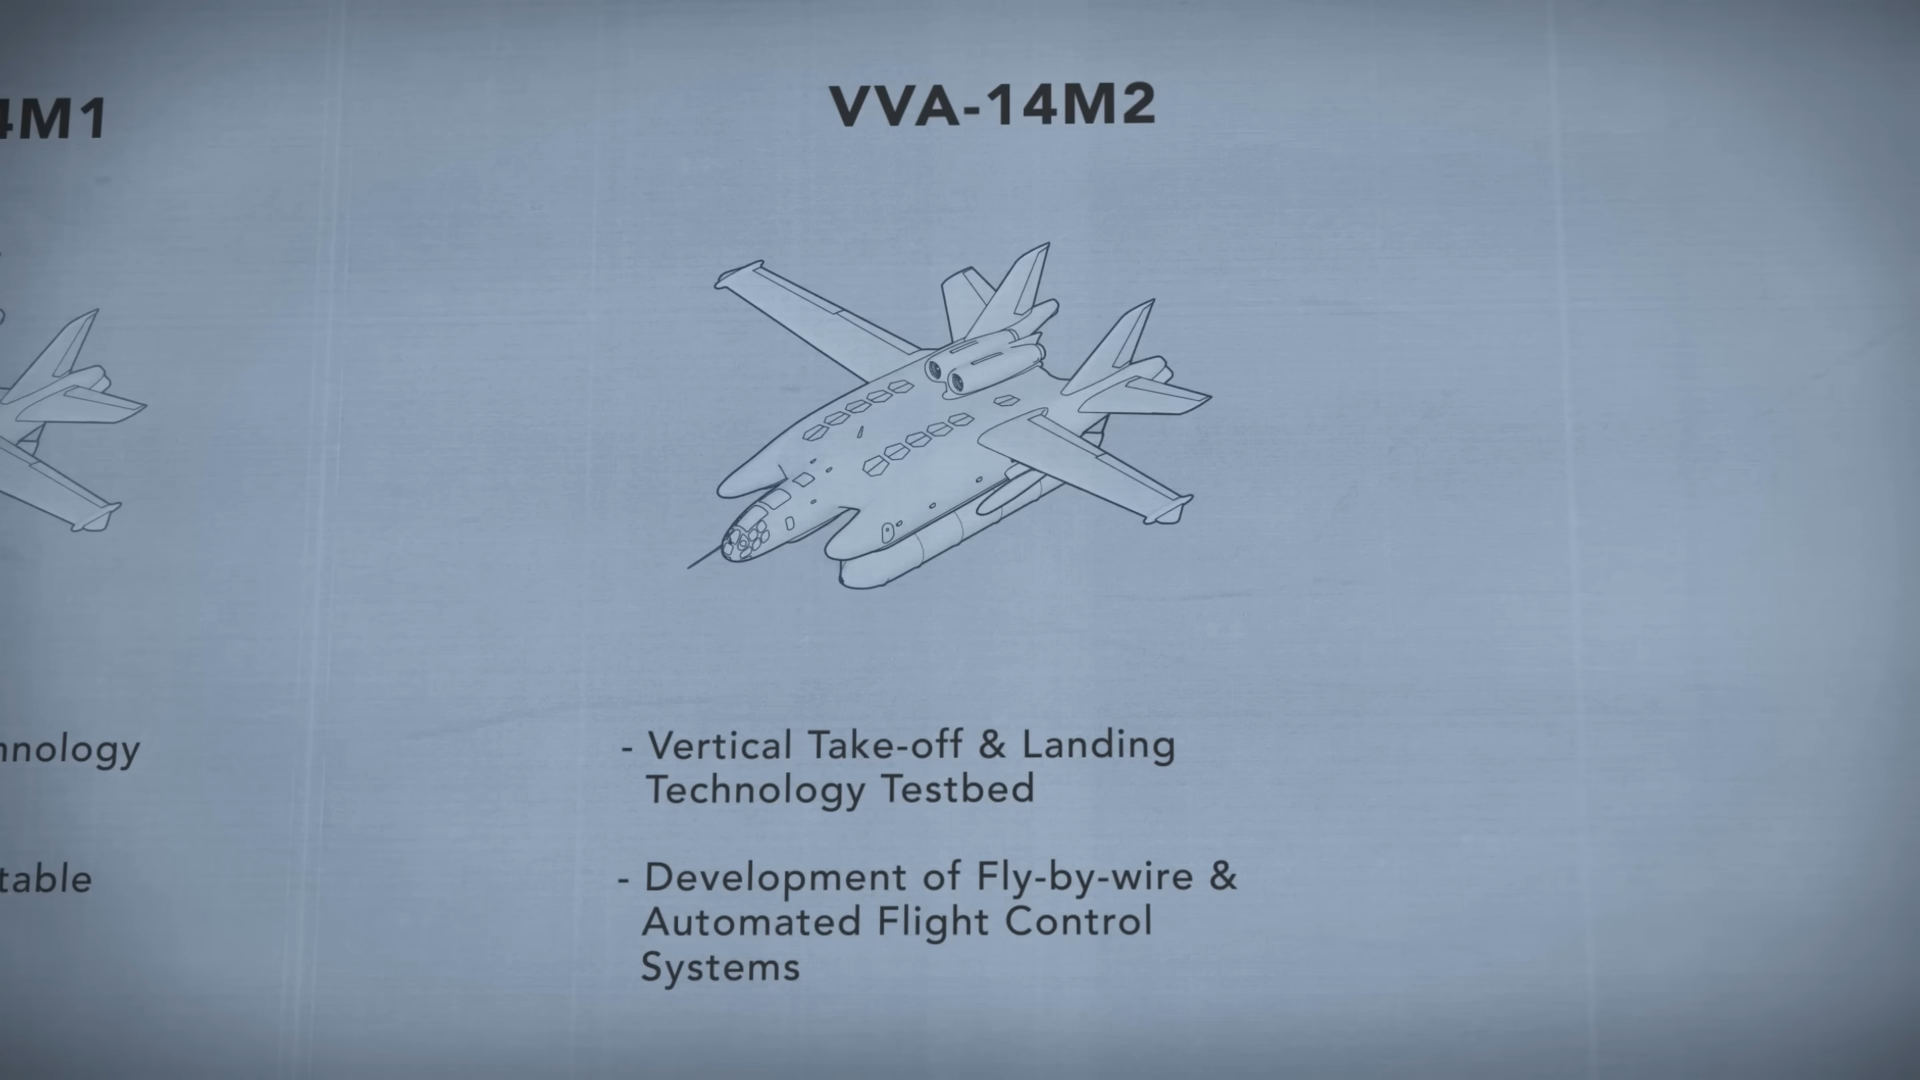 4M1
VVA-14M2
hnology
- Vertical Take-off & Landing
Technology Testbed
table
- Development of Fly-by-wire &
Automated Flight Control
Systems